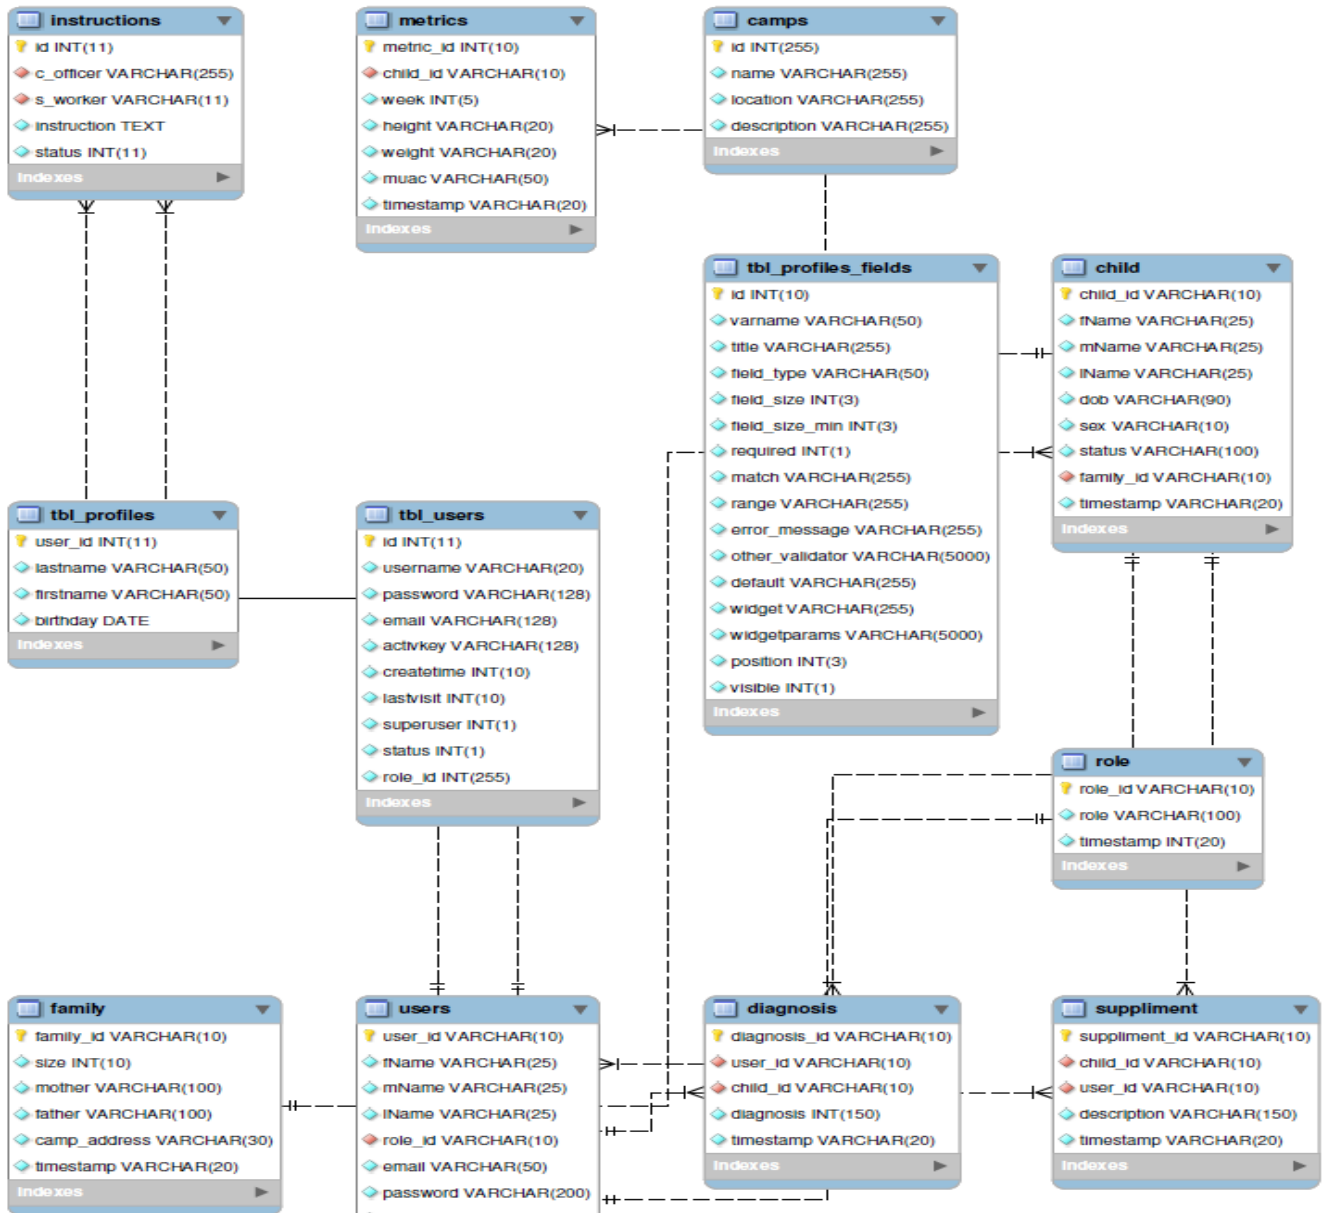 instructions
id INT(11)
c_officer VARCHAR(255)
s_worker VARCHAR(11)
instruction TEXT
status INT(11)
Indexes
metrics
metric_id INT(10)
child_id VARCHAR(10)
week INT(5)
height VARCHAR(20)
weight VARCHAR(20)
muac VARCHAR(50)
timestamp VARCHAR(20)
Indexes
camps
id INT(255)
name VARCHAR(255)
location VARCHAR(255)
description VARCHAR(255)
Indexes
tbl_profiles_fields
id INT(10)
varname VARCHAR(50)
title VARCHAR(255)
field_type VARCHAR(50)
field_size INT(3)
field_size_min INT(3)
required INT(1)
match VARCHAR(255)
range VARCHAR(255)
error_message VARCHAR(255)
other_validator VARCHAR(5000)
default VARCHAR(255)
widget VARCHAR(255)
widgetparams VARCHAR(5000)
position INT(3)
visible INT(1)
Indexes
child
child_id VARCHAR(10)
fName VARCHAR(25)
mName VARCHAR(25)
lName VARCHAR(25)
dob VARCHAR(90)
sex VARCHAR(10)
status VARCHAR(100)
family_id VARCHAR(10)
timestamp VARCHAR(20)
Indexes
tbl_profiles
user_id INT(11)
lastname VARCHAR(50)
firstname VARCHAR(50)
birthday DATE
Indexes
tbl_users
id INT(11)
username VARCHAR(20)
password VARCHAR(128)
email VARCHAR(128)
activkey VARCHAR(128)
createtime INT(10)
lastvisit INT(10)
superuser INT(1)
status INT(1)
role_id INT(255)
Indexes
role
role_id VARCHAR(10)
role VARCHAR(100)
timestamp INT(20)
Indexes
family
family_id VARCHAR(10)
size INT(10)
mother VARCHAR(100)
father VARCHAR(100)
camp_address VARCHAR(30)
timestamp VARCHAR(20)
Indexes
users
user_id VARCHAR(10)
fName VARCHAR(25)
mName VARCHAR(25)
lName VARCHAR(25)
role_id VARCHAR(10)
email VARCHAR(50)
password VARCHAR(200)
diagnosis
diagnosis_id VARCHAR(10)
user_id VARCHAR(10)
child_id VARCHAR(10)
diagnosis INT(150)
timestamp VARCHAR(20)
Indexes
suppliment
suppliment_id VARCHAR(10)
child_id VARCHAR(10)
user_id VARCHAR(10)
description VARCHAR(150)
timestamp VARCHAR(20)
Indexes